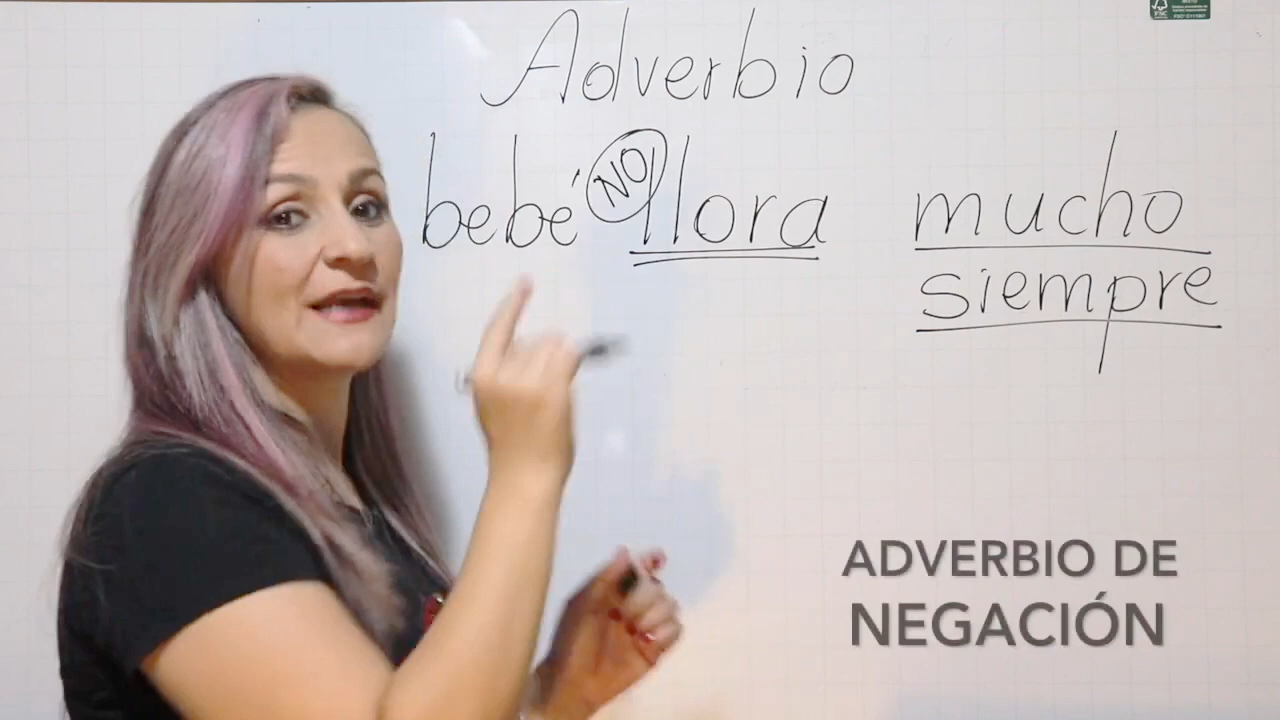 Adverbio
bebé NO llora mucho
siempre
ADVERBIO DE
NEGACIÓN